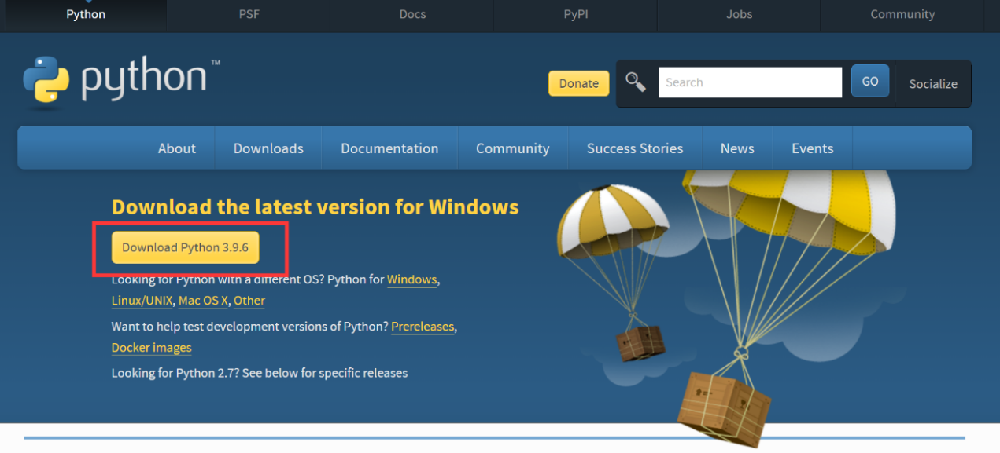 Python PSF Docs PyPI Jobs Community
python™
Donate Search GO Socialize
About Downloads Documentation Community Success Stories News Events
Download the latest version for Windows
Download Python 3.9.6
Looking for Python with a different OS? Python for Windows,
Linux/UNIX, Mac OS X, Other
Want to help test development versions of Python? Prereleases,
Docker images
Looking for Python 2.7? See below for specific releases